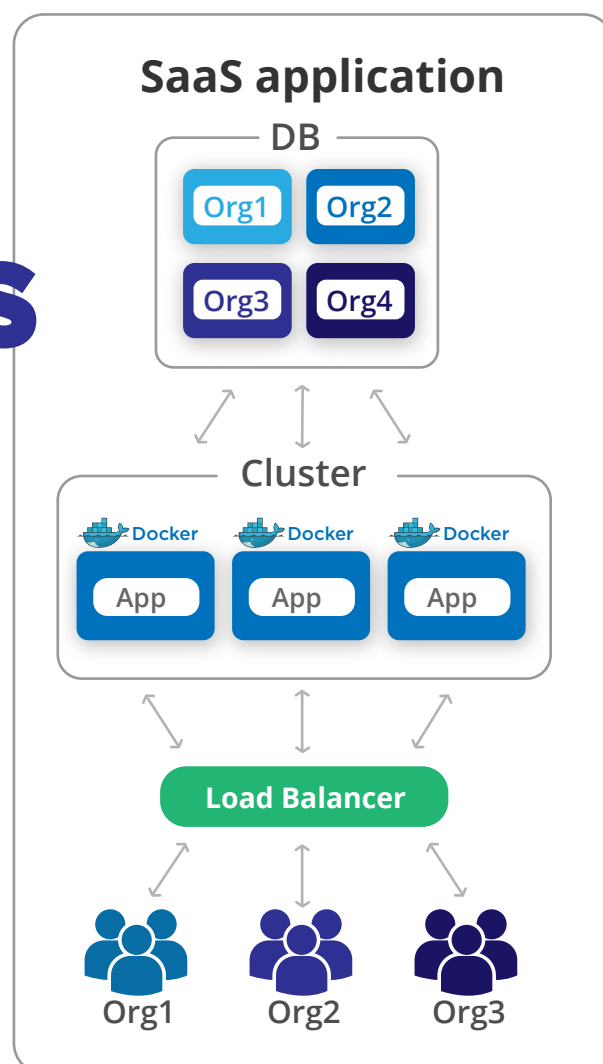 SaaS application
DB
Org1 Org2
s
Org3 Org4
Cluster
Docker Docker Docker
App App App
Load Balancer
Org1 Org2 Org3